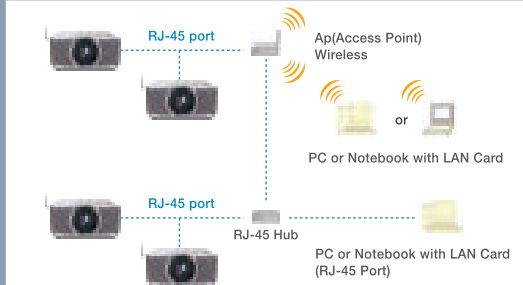 RJ-45 port
Ap(Access Point)
Wireless
or
PC or Notebook with LAN Card
RJ-45 port
RJ-45 Hub
PC or Notebook with LAN Card
(RJ-45 Port)